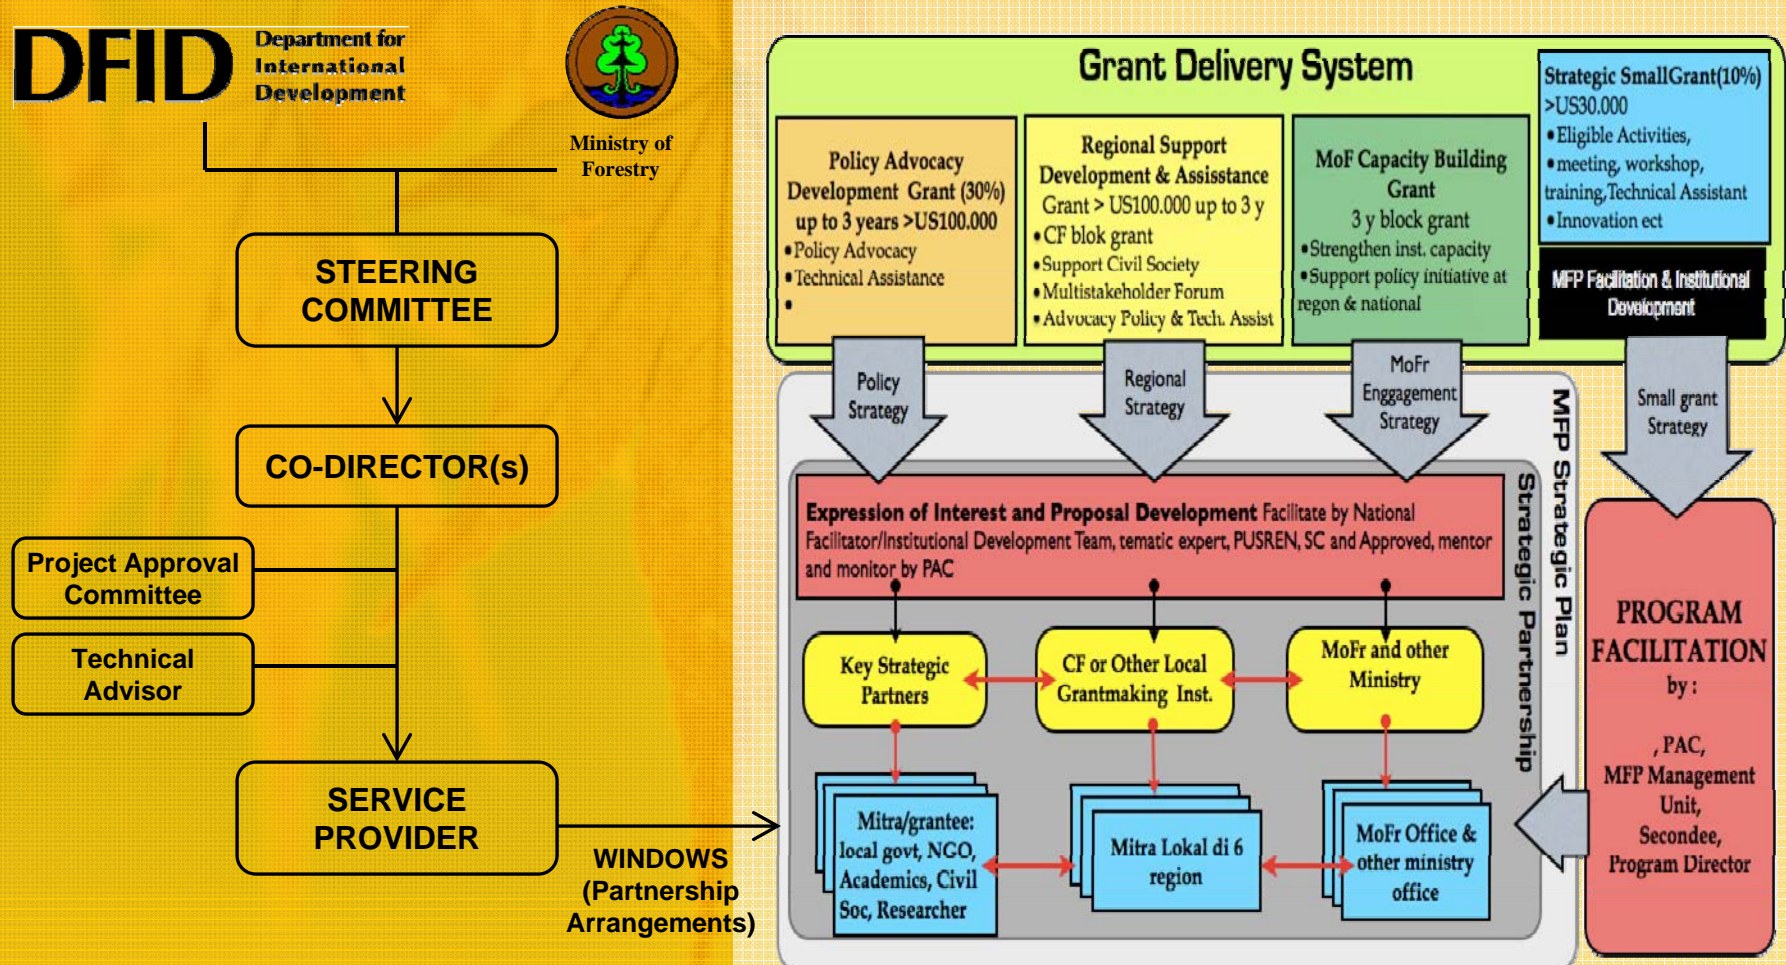 DFID
Department for
International
Development
Ministry of
Forestry
STEERING
COMMITTEE
CO-DIRECTOR(s)
Project Approval
Committee
Technical
Advisor
SERVICE
PROVIDER
WINDOWS
(Partnership
Arrangements)
Grant Delivery System
Policy Advocacy
Development Grant (30%)
up to 3 years >US100.000
•Policy Advocacy
•Technical Assistance
•
Regional Support
Development & Assisstance
Grant > US100.000 up to 3 y
•CF blok grant
•Support Civil Society
•Multistakeholder Forum
•Advocacy Policy & Tech. Assist
MoF Capacity Building
Grant
3 y block grant
•Strengthen inst. capacity
•Support policy initiative at
regon & national
Strategic SmallGrant(10%)
>US30.000
•Eligible Activities,
•meeting, workshop,
training,Technical Assistant
•Innovation ect
MFP Facilitation & Institutional
Development
Policy
Strategy
Regional
Strategy
MoFr
Enggagement
Strategy
Small grant
Strategy
MFP Strategic Plan
Strategic Partnership
Expression of Interest and Proposal Development Facilitate by National
Facilitator/Institutional Development Team, tematic expert, PUSREN, SC and Approved, mentor
and monitor by PAC
Key Strategic
Partners
CF or Other Local
Grantmaking Inst.
MoFr and other
Ministry
Mitra/grantee:
local govt, NGO,
Academics, Civil
Soc, Researcher
Mitra Lokal di 6
region
MoFr Office &
other ministry
office
PROGRAM
FACILITATION
by :
, PAC,
MFP Management
Unit,
Secondee,
Program Director